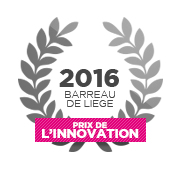 2016
BARREAU
DE LIEGE
PRIX DE
L'INNOVATION